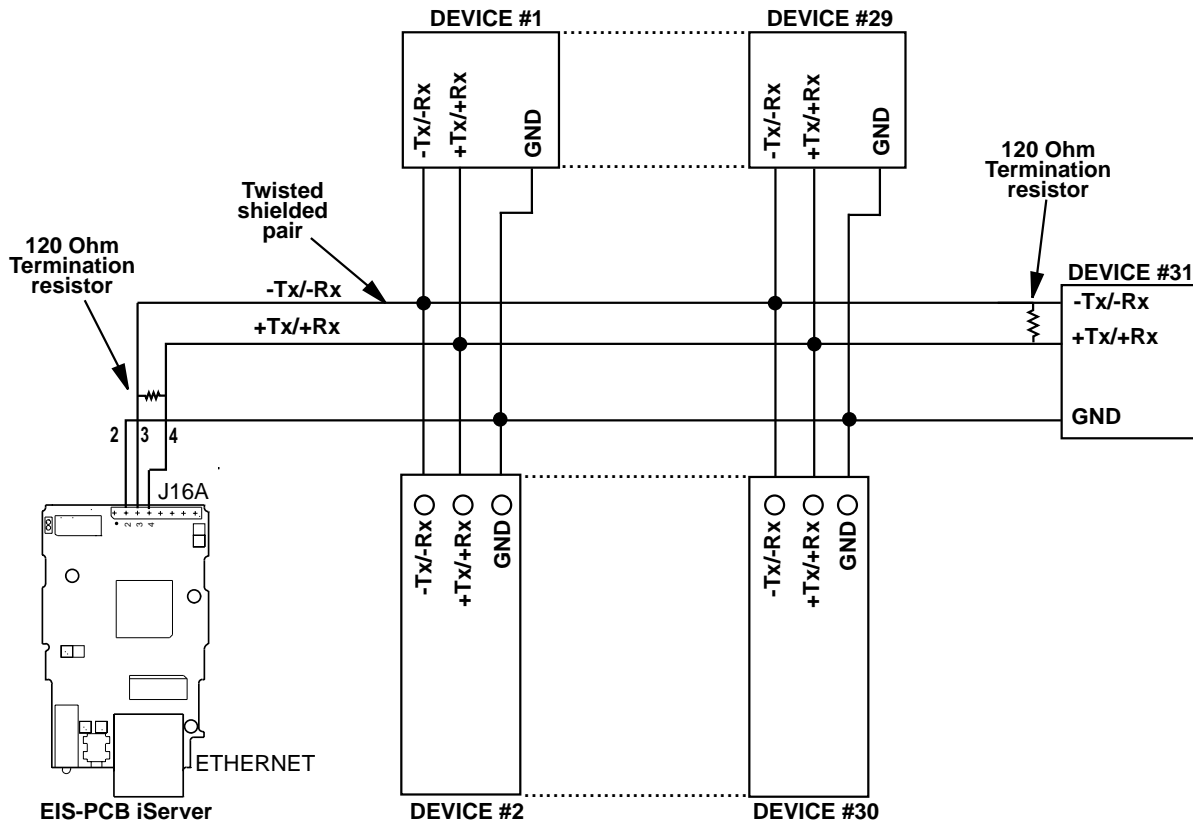 DEVICE #1
DEVICE #29
-Tx/-Rx
+Tx/+Rx
GND
-Tx/-Rx
+Tx/+Rx
GND
120 Ohm
Termination
resistor
Twisted
shielded
pair
120 Ohm
Termination
resistor
DEVICE #31
-Tx/-Rx
-Tx/-Rx
+Tx/+Rx
+Tx/+Rx
GND
2 3 4
J16A
2 3 4
-Tx/-Rx
+Tx/+Rx
GND
-Tx/-Rx
+Tx/+Rx
GND
ETHERNET
EIS-PCB iServer
DEVICE #2
DEVICE #30